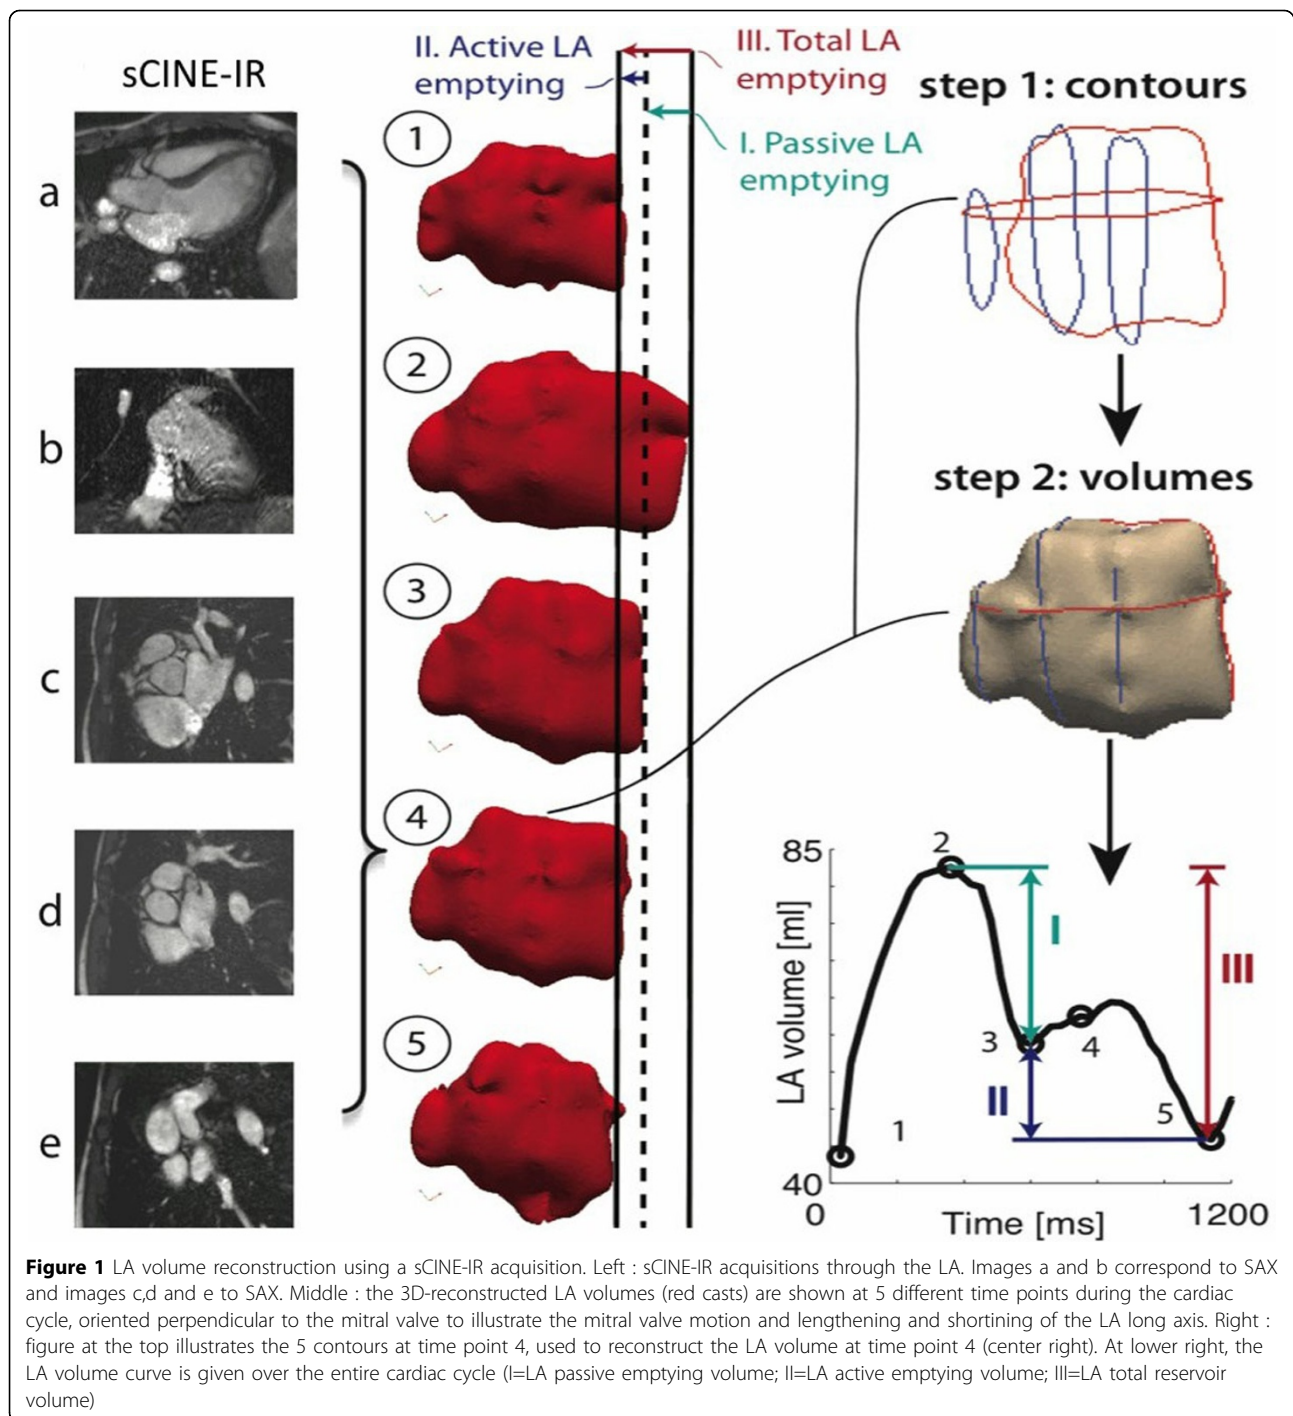 sCINE-IR
a
b
c
d
e
II. Active LA
emptying
III. Total LA
emptying
I. Passive LA
emptying
1
2
3
4
5
step 1: contours
step 2: volumes
85
LA volume [ml]
40
0
Time [ms]
1200
1
2
3
4
5
I
II
III
Figure 1 LA volume reconstruction using a sCINE-IR acquisition. Left : sCINE-IR acquisitions through the LA. Images a and b correspond to SAX
and images c,d and e to SAX. Middle : the 3D-reconstructed LA volumes (red casts) are shown at 5 different time points during the cardiac
cycle, oriented perpendicular to the mitral valve to illustrate the mitral valve motion and lengthening and shortining of the LA long axis. Right :
figure at the top illustrates the 5 contours at time point 4, used to reconstruct the LA volume at time point 4 (center right). At lower right, the
LA volume curve is given over the entire cardiac cycle (I=LA passive emptying volume; II=LA active emptying volume; III=LA total reservoir
volume)